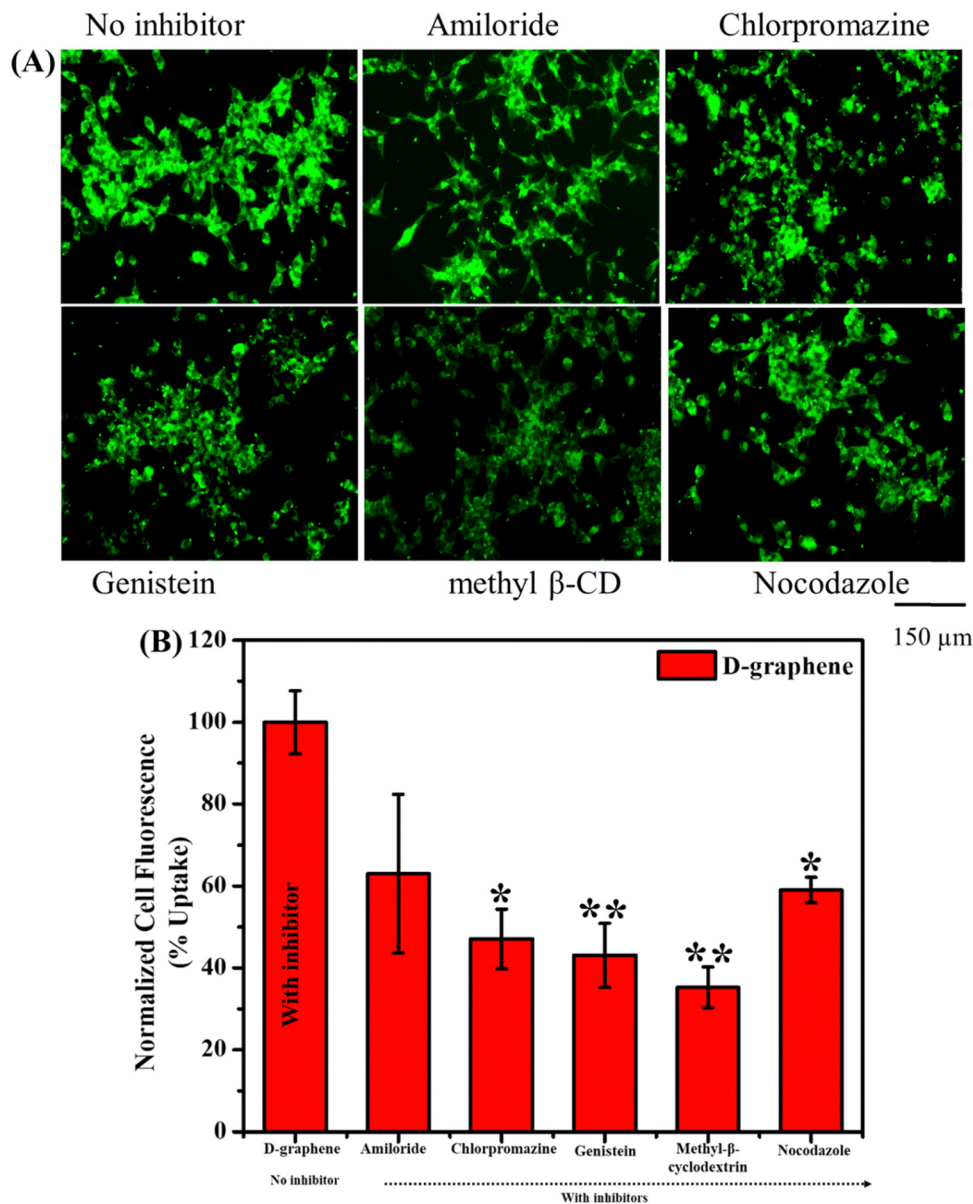 No inhibitor Amiloride Chlorpromazine
(A)
Genistein methyl β-CD Nocodazole
150 µm
(B)
120
100
80
60
40
20
0
Normalized Cell Fluorescence
(% Uptake)
D-graphene
With inhibitor
*
**
**
*
D-graphene Amiloride Chlorpromazine Genistein Methyl-β-
cyclodextrin Nocodazole
No inhibitor
With inhibitors